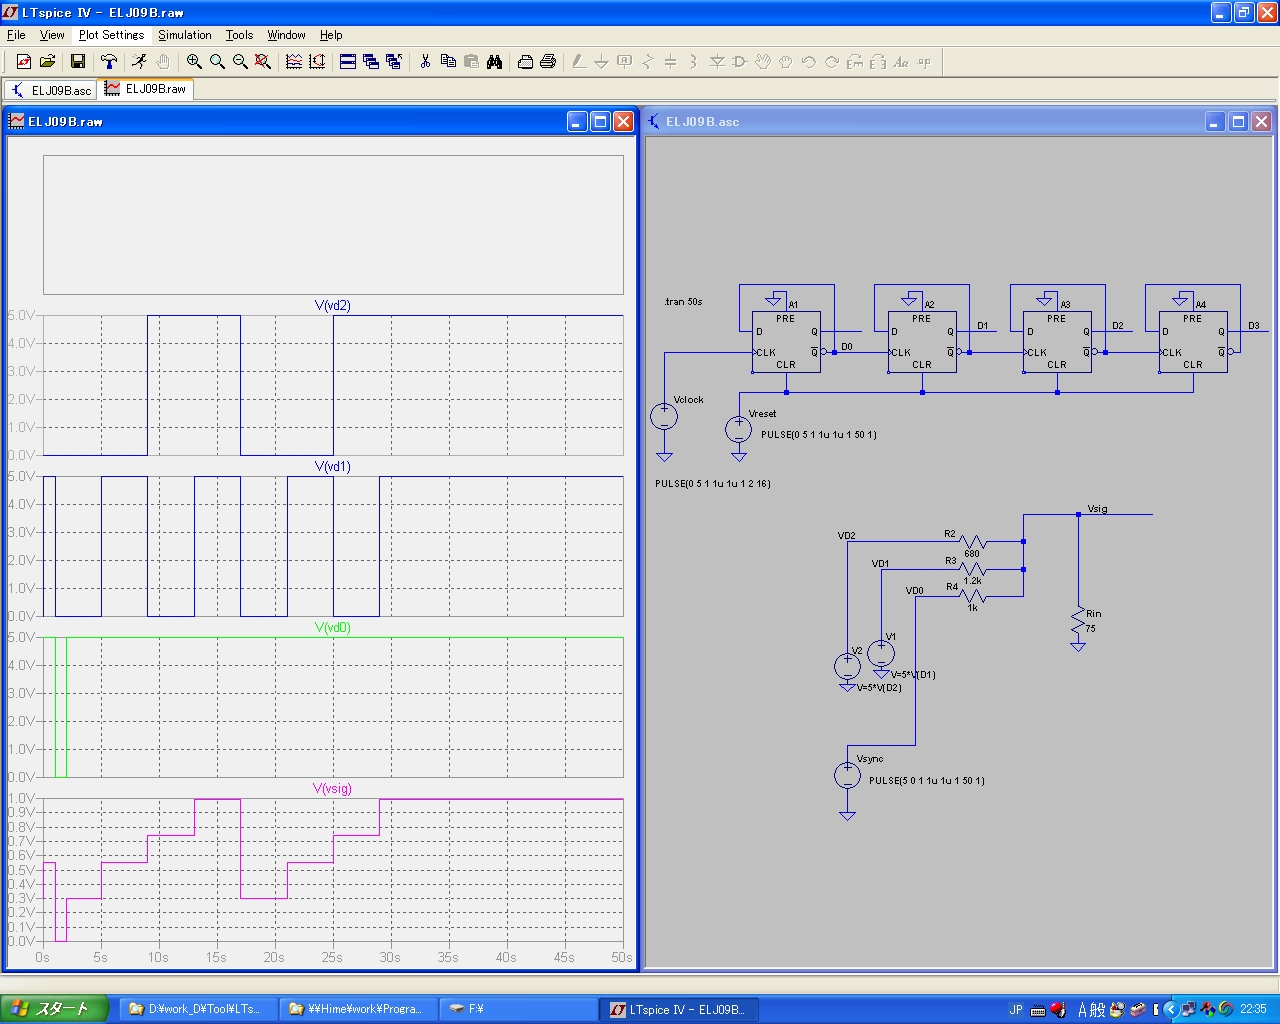 LTspice IV - ELJ09B.raw
File View Plot Settings Simulation Tools Window Help
ELJ09B.asc ELJ09B.raw
ELJ09B.raw
V(vd2)
5.0V
4.0V
3.0V
2.0V
1.0V
0.0V
V(vd1)
5.0V
4.0V
3.0V
2.0V
1.0V
0.0V
V(vd0)
5.0V
4.0V
3.0V
2.0V
1.0V
0.0V
V(vsig)
1.0V
0.9V
0.8V
0.7V
0.6V
0.5V
0.4V
0.3V
0.2V
0.1V
0.0V
0s 5s 10s 15s 20s 25s 30s 35s 40s 45s 50s
ELJ09B.asc
.tran 50s
A1 A2 A3 A4
PRE PRE PRE PRE
D Q D Q D1 D Q D2 D Q D3
CLK Q D0 CLK Q CLK Q CLK Q
CLR CLR CLR CLR
Vclock
Vreset
PULSE(0 5 1 1u 1u 1 50 1)
PULSE(0 5 1 1u 1u 1 2 16)
Vsig
VD2 R2
680
VD1 R3
1.2k
VD0 R4
1k
Rin
75
V1
V2
V=5*V(D1)
V=5*V(D2)
Vsync
PULSE(5 0 1 1u 1u 1 50 1)
スタート D:¥work_D¥Tool¥LTs... ¥¥Hime¥work¥Progra... F:¥ LTspice IV - ELJ09B... JP A 般 22:35